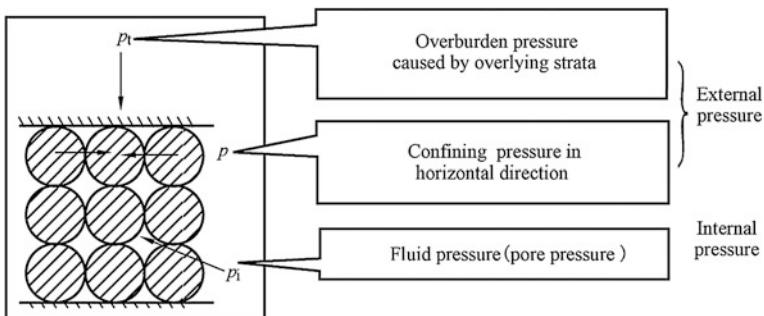 pt
Overburden pressure
caused by overlying strata
External
pressure
p
Confining pressure in
horizontal direction
Internal
pressure
Fluid pressure(pore pressure )
pi